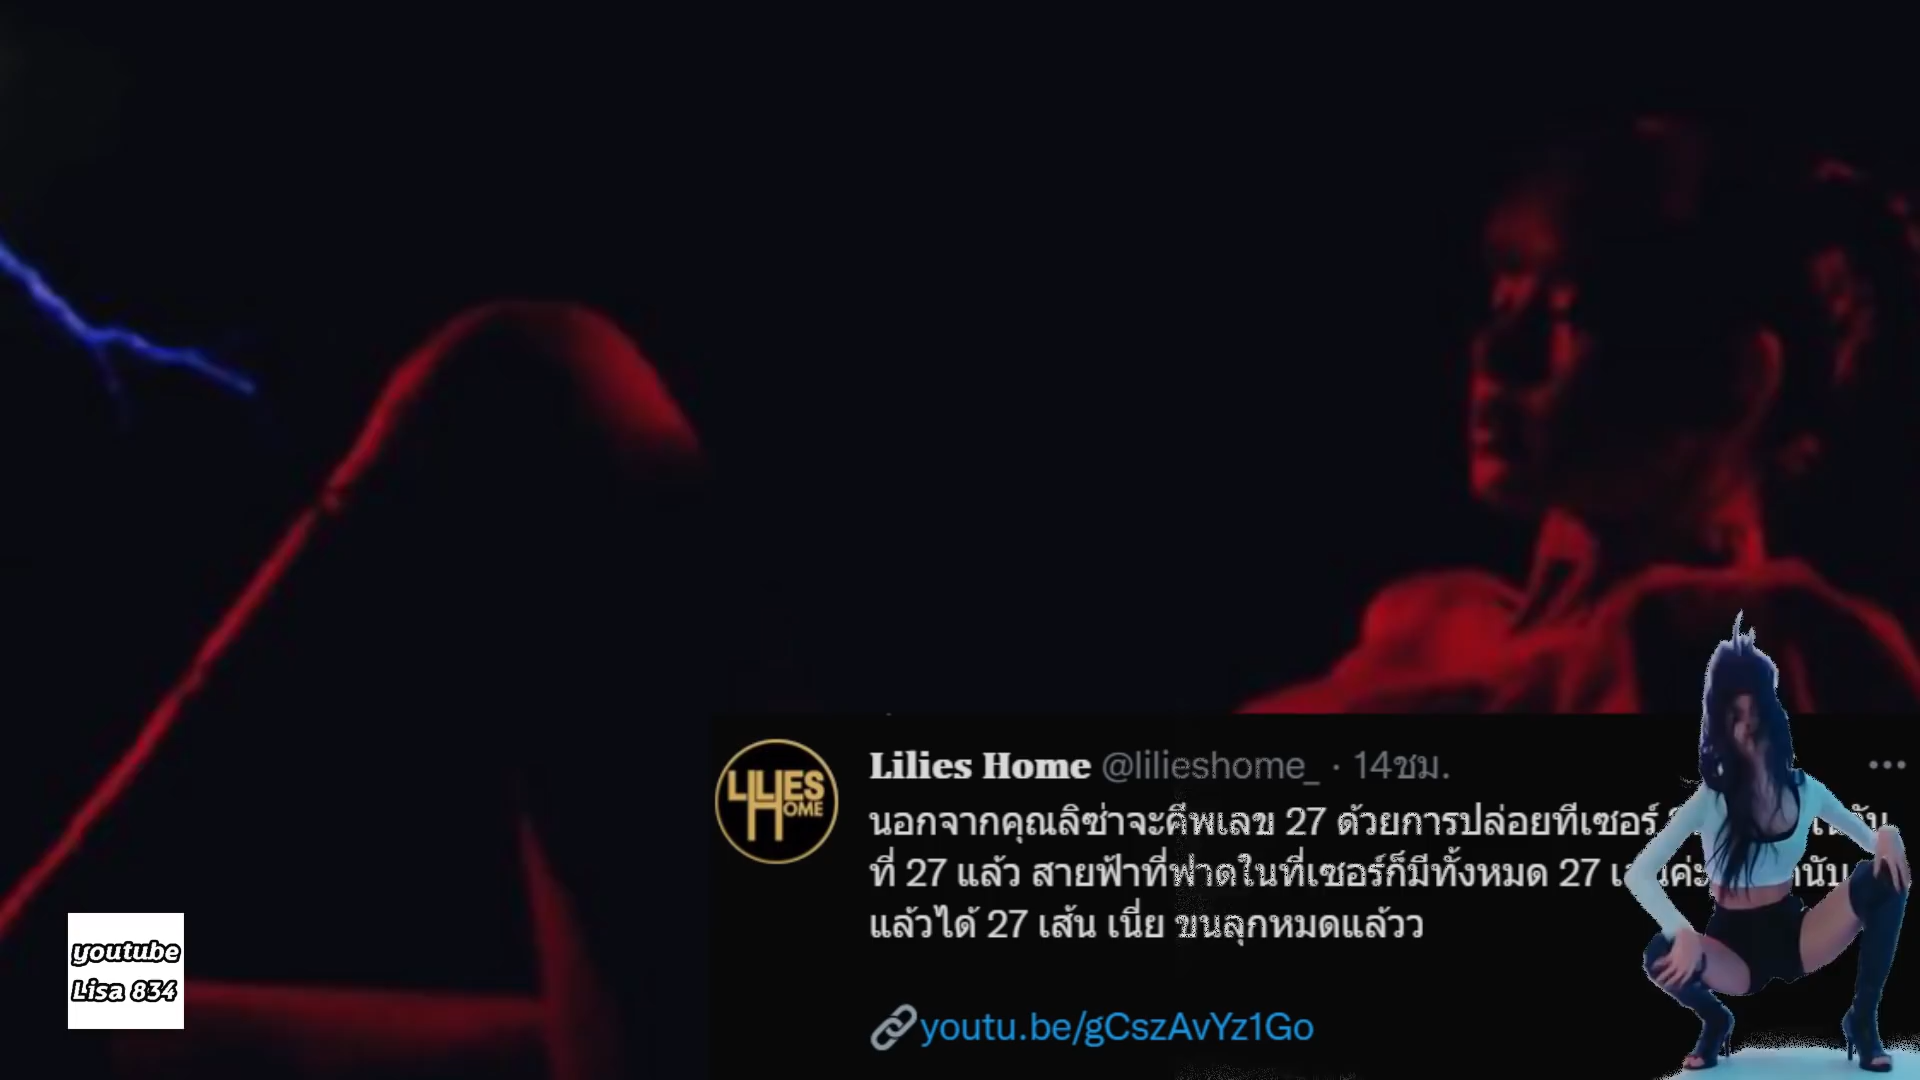 Lilies Home @lilieshome_ · 14ชม.
LILIES
HOME
นอกจากคุณลิซ่าจะคีพเลข 27 ด้วยการปล่อยทีเซอร์
ที่ 27 แล้ว สายฟ้าที่ฟาดในที่เซอร์ก็มีทั้งหมด 27
แล้วได้ 27 เส้น เนี่ย ขนลุกหมดแล้วว
youtu.be/gCszAvYz1Go
youtube
Lisa 834